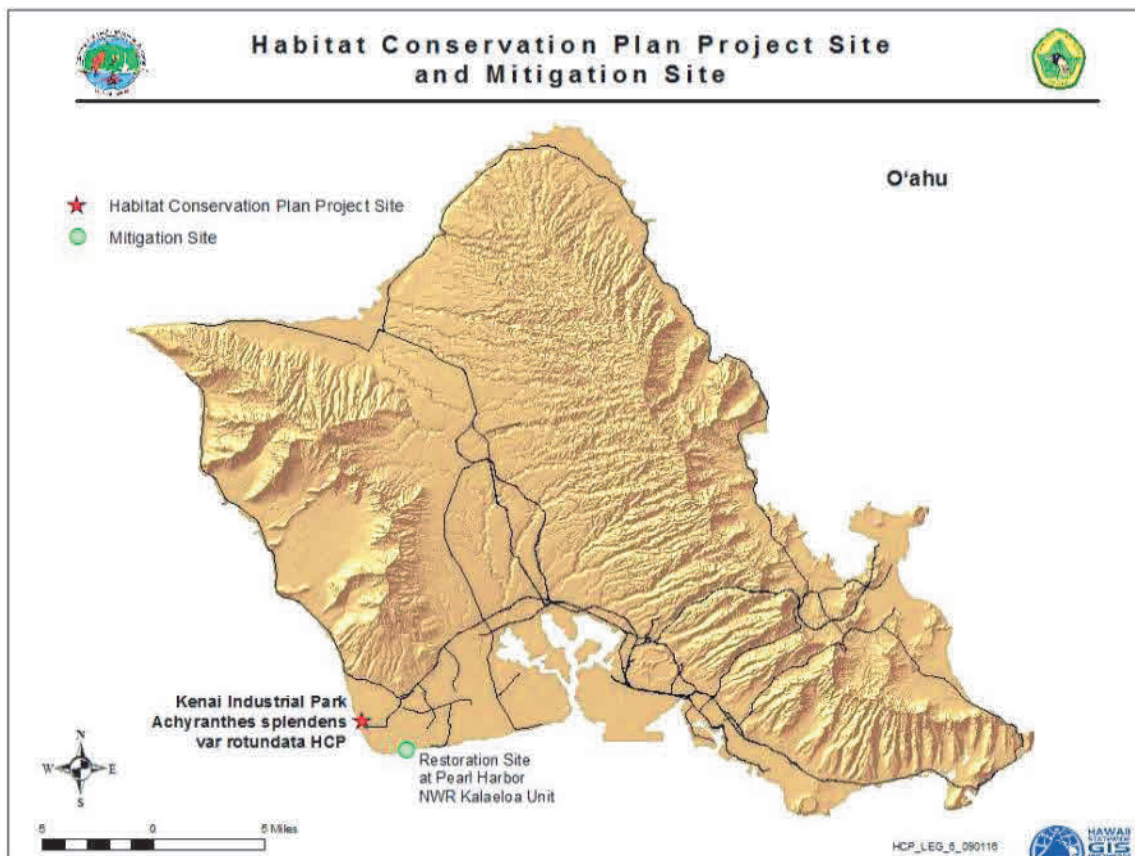 Habitat Conservation Plan Project Site
and Mitigation Site
O'ahu
Habitat Conservation Plan Project Site
Mitigation Site
Kenai Industrial Park
Achyranthes splendens
var rotundata HCP
Restoration Site
at Pearl Harbor
NWR Kalaeloa Unit
N
W E
S
5 0 5 Miles
HCP_LEG_6_090116
HAWAII
STATEWIDE
GIS